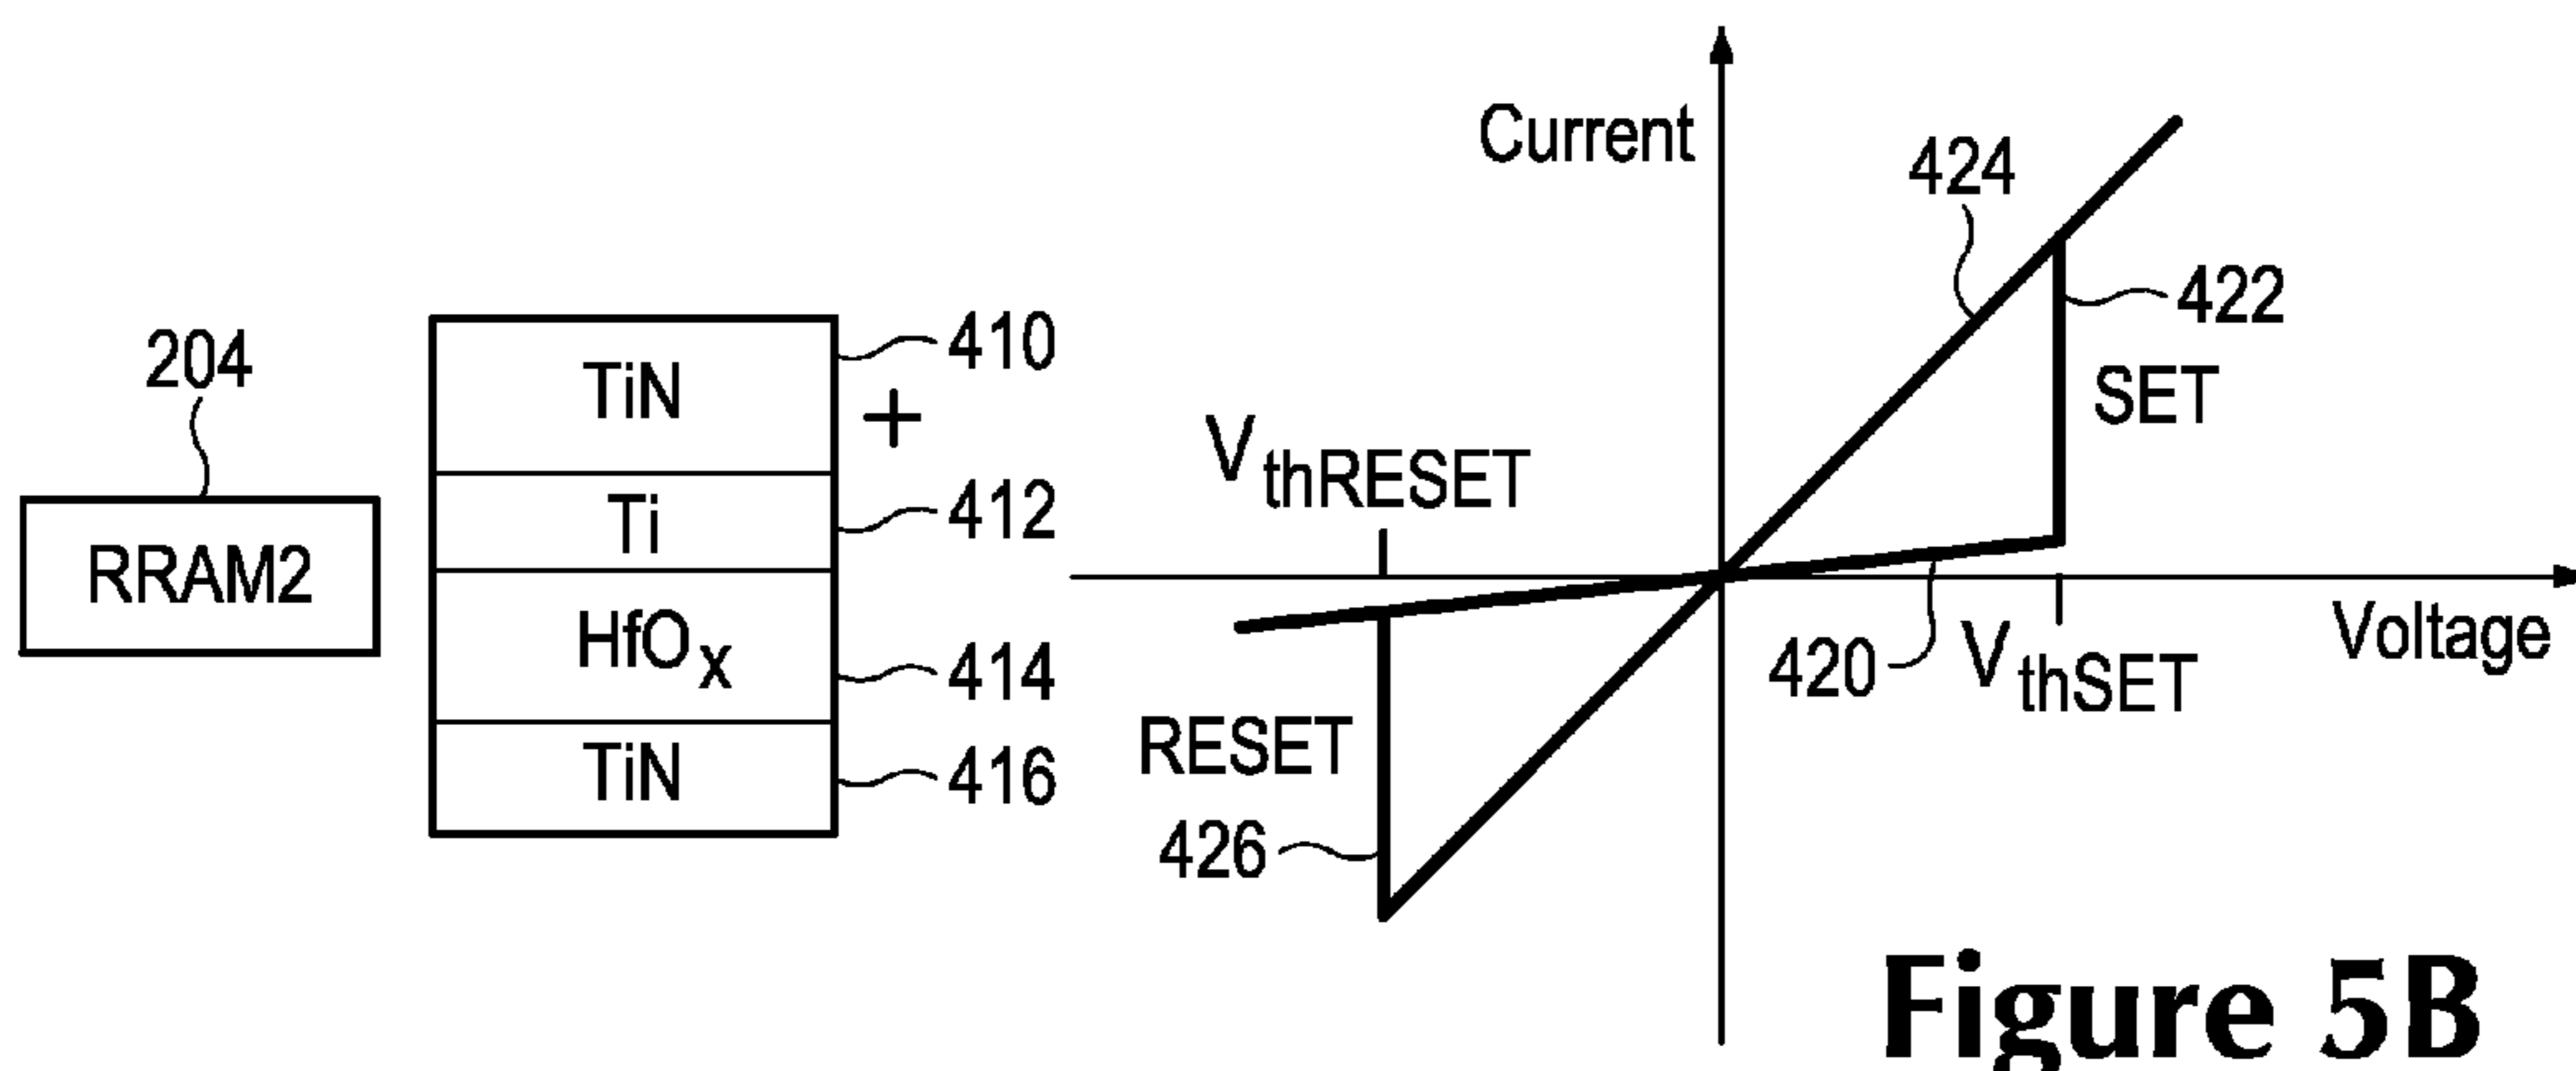 204
RRAM2
TiN
Ti
HfOx
TiN
410
+
412
414
416
Current
Voltage
424
422
SET
VthRESET
420
VthSET
RESET
426
Figure 5B